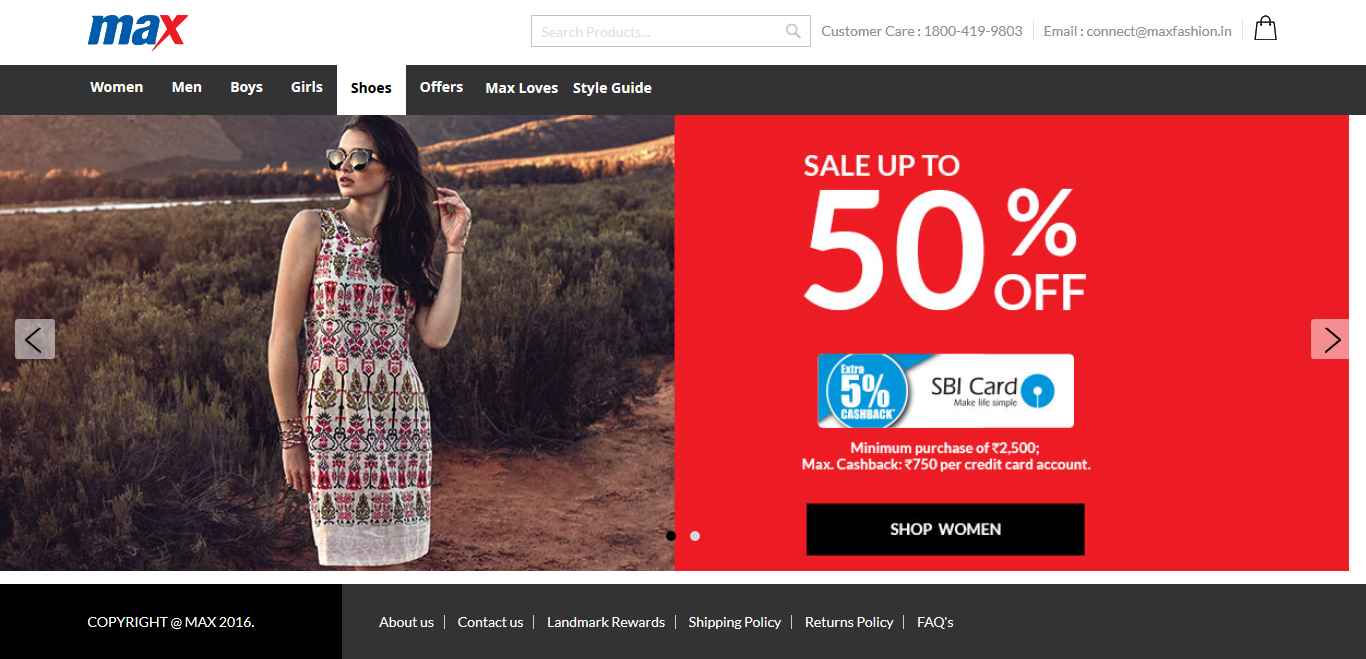 max
Search Products...
Customer Care : 1800-419-9803
Email : connect@maxfashion.in
Women Men Boys Girls Shoes Offers Max Loves Style Guide
SALE UP TO
50%
OFF
Extra
5%
CASHBACK*
SBI Card
Make life simple
Minimum purchase of ₹2,500;
Max. Cashback: ₹750 per credit card account.
SHOP WOMEN
COPYRIGHT @ MAX 2016.
About us | Contact us | Landmark Rewards | Shipping Policy | Returns Policy | FAQ's